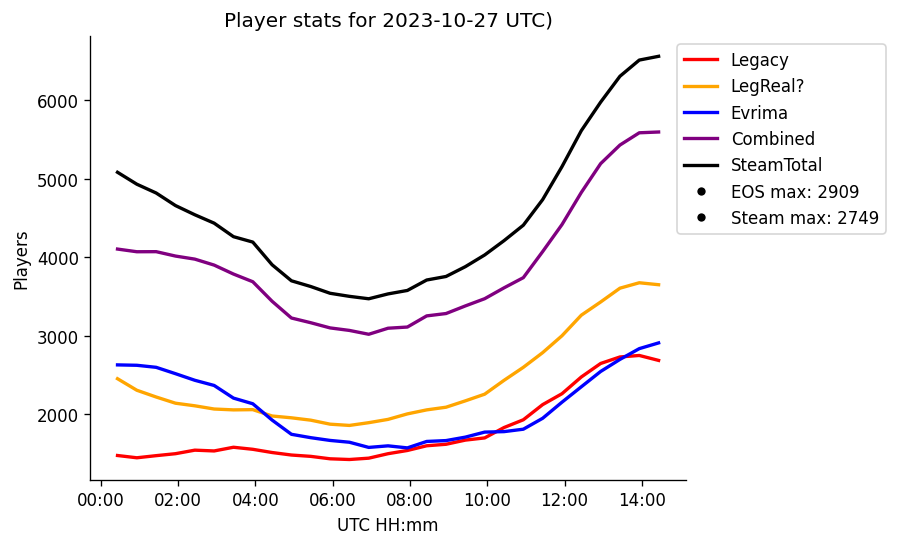 Player stats for 2023-10-27 UTC)
Legacy
LegReal?
Evrima
Combined
SteamTotal
EOS max: 2909
Steam max: 2749
Players
6000
5000
4000
3000
2000
00:00 02:00 04:00 06:00 08:00 10:00 12:00 14:00
UTC HH:mm